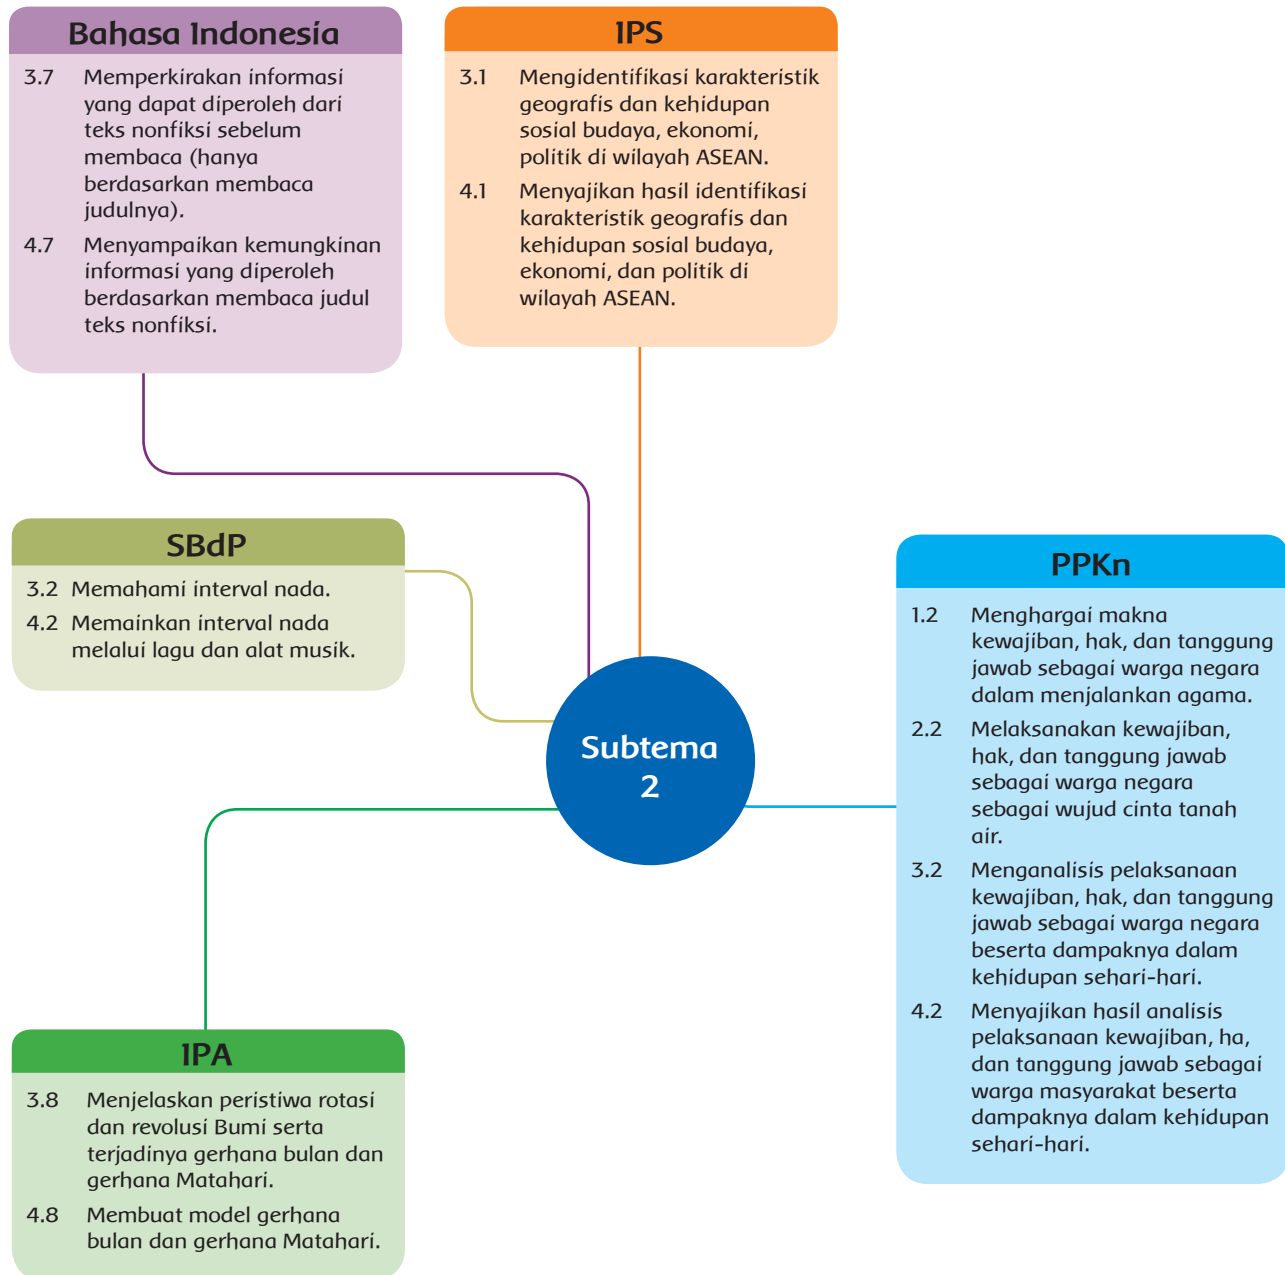 Bahasa Indonesia
3.7 Memperkirakan informasi
yang dapat diperoleh dari
teks nonfiksi sebelum
membaca (hanya
berdasarkan membaca
judulnya).
4.7 Menyampaikan kemungkinan
informasi yang diperoleh
berdasarkan membaca judul
teks nonfiksi.
IPS
3.1 Mengidentifikasi karakteristik
geografis dan kehidupan
sosial budaya, ekonomi,
politik di wilayah ASEAN.
4.1 Menyajikan hasil identifikasi
karakteristik geografis dan
kehidupan sosial budaya,
ekonomi, dan politik di
wilayah ASEAN.
SBdP
3.2 Memahami interval nada.
4.2 Memainkan interval nada
melalui lagu dan alat musik.
PPKn
1.2 Menghargai makna
kewajiban, hak, dan tanggung
jawab sebagai warga negara
dalam menjalankan agama.
2.2 Melaksanakan kewajiban,
hak, dan tanggung jawab
sebagai warga negara
sebagai wujud cinta tanah
air.
3.2 Menganalisis pelaksanaan
kewajiban, hak, dan tanggung
jawab sebagai warga negara
beserta dampaknya dalam
kehidupan sehari-hari.
4.2 Menyajikan hasil analisis
pelaksanaan kewajiban, ha,
dan tanggung jawab sebagai
warga masyarakat beserta
dampaknya dalam kehidupan
sehari-hari.
Subtema
2
IPA
3.8 Menjelaskan peristiwa rotasi
dan revolusi Bumi serta
terjadinya gerhana bulan dan
gerhana Matahari.
4.8 Membuat model gerhana
bulan dan gerhana Matahari.